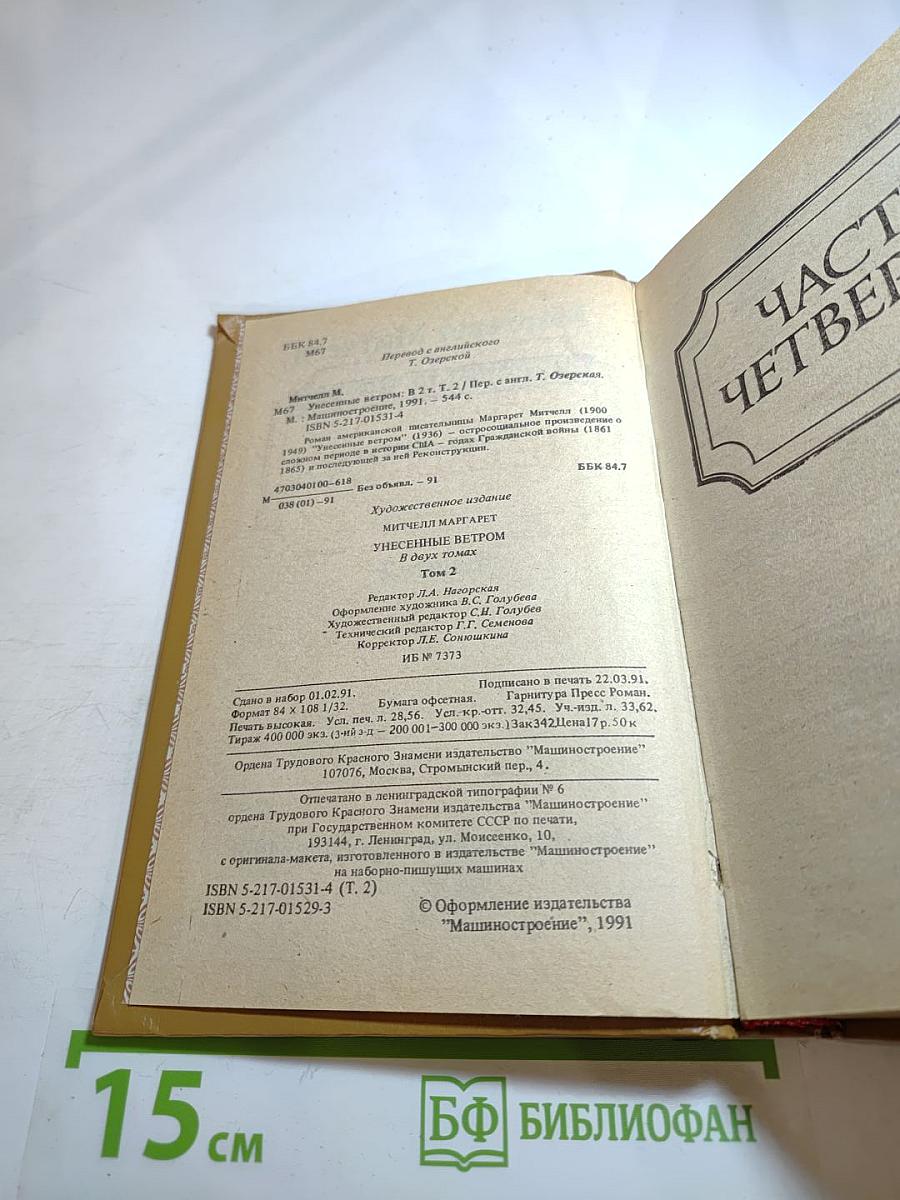 ББК 84.7
М67
Перевод с английского
Т. Озерской
Митчелл М.
М67 Унесенные ветром: В 2 т. Т. 2 / Пер. с англ. Т. Озерская.
М. : Машиностроение, 1991. – 544 с.
ISBN 5-217-01531-4
Роман американской писательницы Маргарет Митчелл (1900
1949) "Унесенные ветром" (1936) – остросоциальное произведение о
сложном периоде в истории США – годах Гражданской войны (1861
1865) и последующей за ней Реконструкции.
М 4703040100–618 Без объявл. – 91
038 (01) –91
ББК 84.7
Художественное издание
МИТЧЕЛЛ МАРГАРЕТ
УНЕСЕННЫЕ ВЕТРОМ
В двух томах
Том 2
Редактор Л.А. Нагорская
Оформление художника В.С. Голубева
Художественный редактор С.Н. Голубев
Технический редактор Г.Г. Семенова
Корректор Л.Е. Сонюшкина
ИБ № 7373
Сдано в набор 01.02.91. Подписано в печать 22.03.91.
Формат 84 × 108 1/32. Бумага офсетная. Гарнитура Пресс Роман.
Печать высокая. Усл. печ. л. 28,56. Усл. кр.-отт. 32,45. Уч.-изд. л. 33,62.
Тираж 400 000 экз. (3-ий з-д – 200 001–300 000 экз.) Зак342.Цена17 р. 50 к
Ордена Трудового Красного Знамени издательство "Машиностроение"
107076, Москва, Стромынский пер., 4.
Отпечатано в ленинградской типографии № 6
ордена Трудового Красного Знамени издательства "Машиностроение"
при Государственном комитете СССР по печати,
193144, г. Ленинград, ул. Моисеенко, 10,
с оригинала-макета, изготовленного в издательстве "Машиностроение"
на наборно-пишущих машинах
ISBN 5-217-01531-4 (Т. 2)
ISBN 5-217-01529-3
© Оформление издательства
"Машиностроение", 1991
ЧАСТ
ЧЕТВЕР
15 см
БФ БИБЛИОФАН